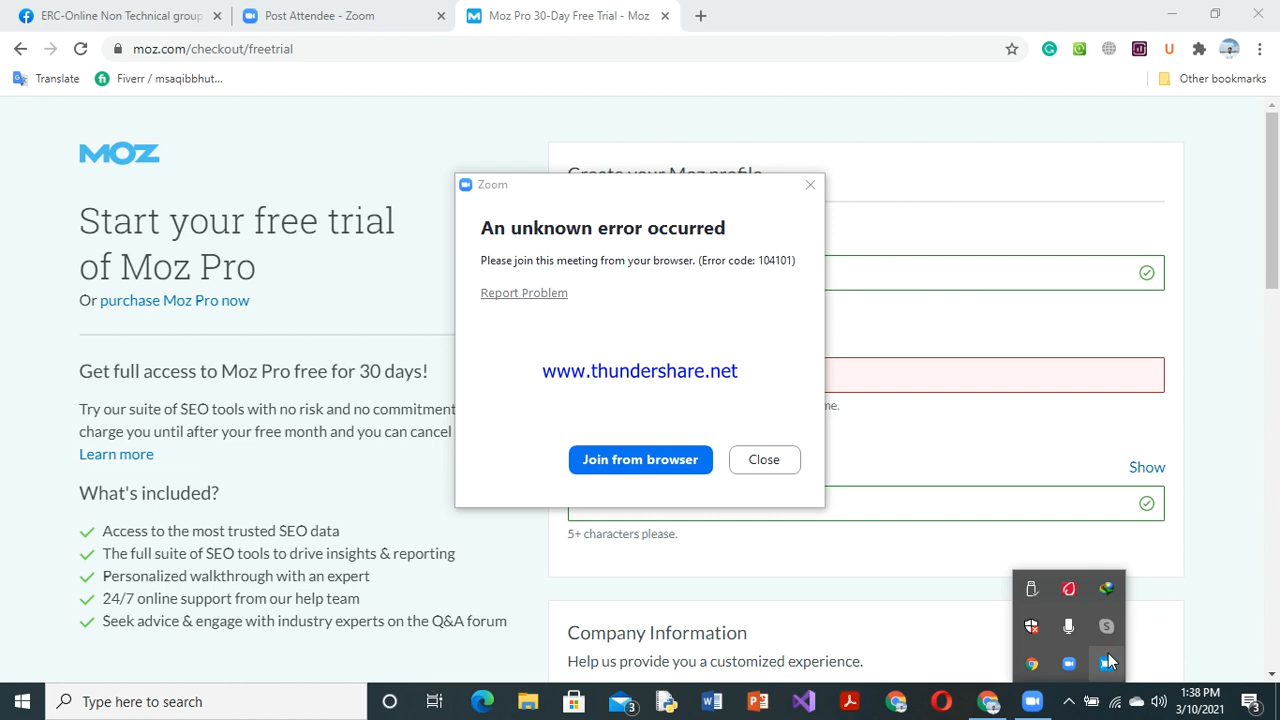 ERC-Online Non Technical group
Post Attendee - Zoom
Moz Pro 30-Day Free Trial - Moz
moz.com/checkout/freetrial
Translate
Fiverr / msaqibbhut...
Other bookmarks
MOZ
Start your free trial
of Moz Pro
Or purchase Moz Pro now
Get full access to Moz Pro free for 30 days!
Try our suite of SEO tools with no risk and no commitment
charge you until after your free month and you can cancel
Learn more
What's included?
Access to the most trusted SEO data
The full suite of SEO tools to drive insights & reporting
Personalized walkthrough with an expert
24/7 online support from our help team
Seek advice & engage with industry experts on the Q&A forum
Create your Moz profile
Zoom
An unknown error occurred
Please join this meeting from your browser. (Error code: 104101)
Report Problem
www.thundershare.net
Join from browser
Close
me.
Show
5+ characters please.
Company Information
Help us provide you a customized experience.
Type here to search
3
1:38 PM
3/10/2021
3